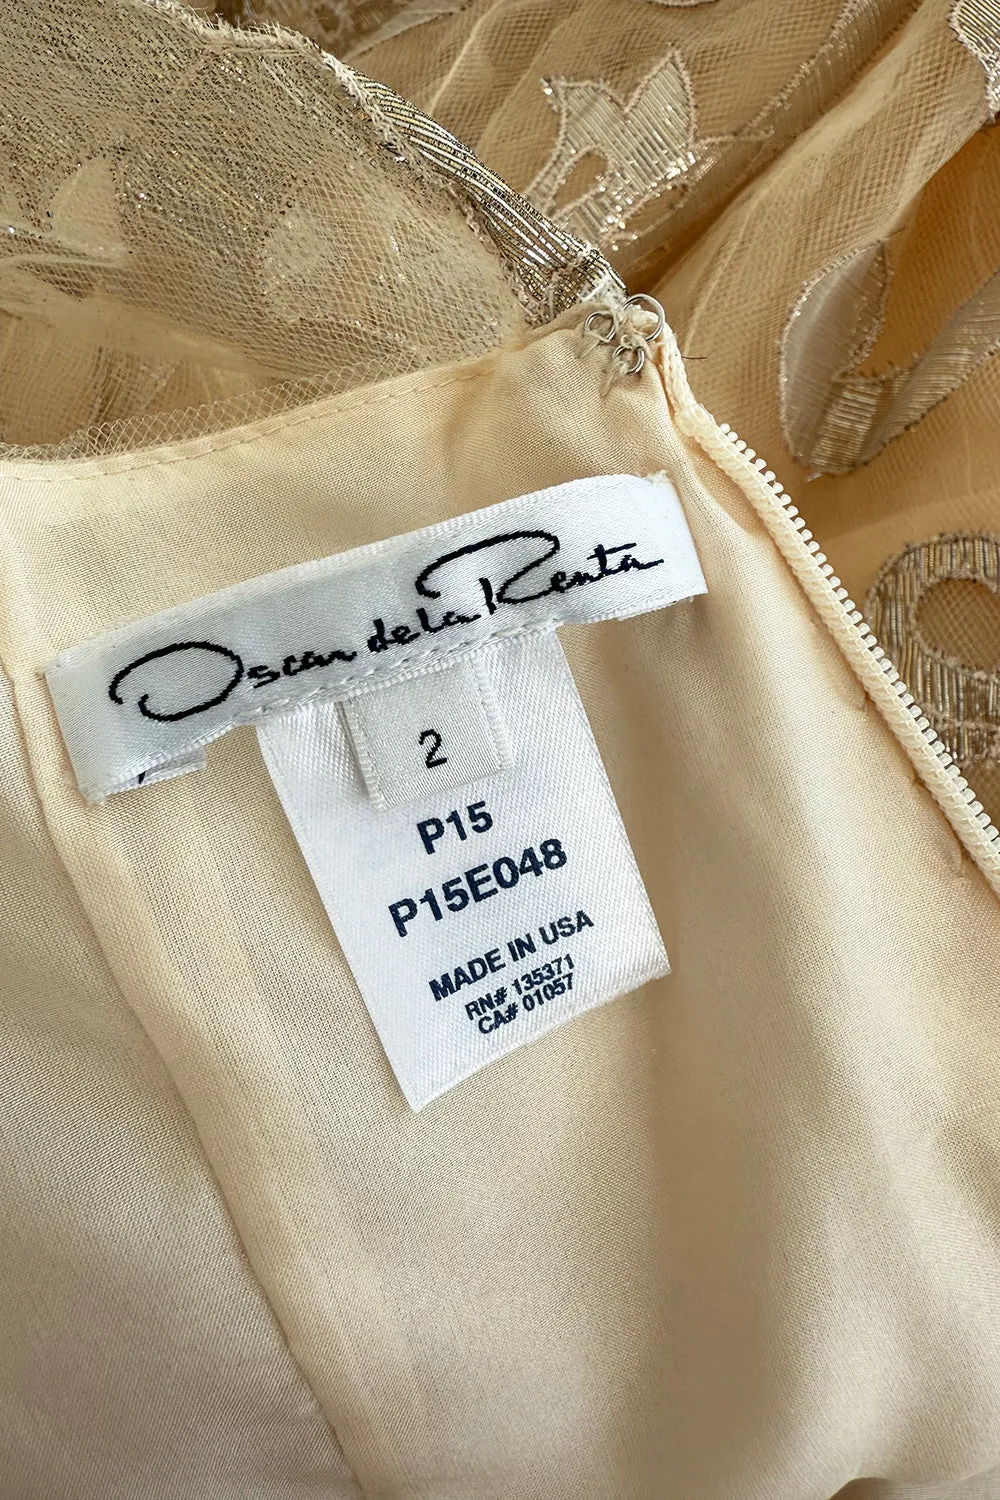 Oscar de la Renta
2
P15
P15E048
MADE IN USA
RN# 135371
CA# 01057